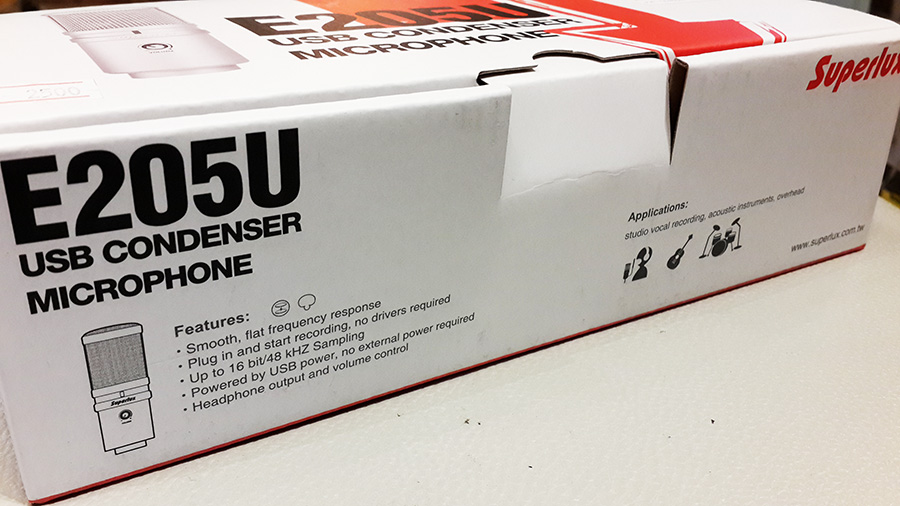 E205U
USB CONDENSER
MICROPHONE
2500
Superlux
E205U
USB CONDENSER
MICROPHONE
Features:
• Smooth, flat frequency response
• Plug in and start recording, no drivers required
• Up to 16 bit/48 kHZ Sampling
• Powered by USB power, no external power required
• Headphone output and volume control
Superlux
Applications:
studio vocal recording, acoustic instruments, overhead
www.superlux.com.tw